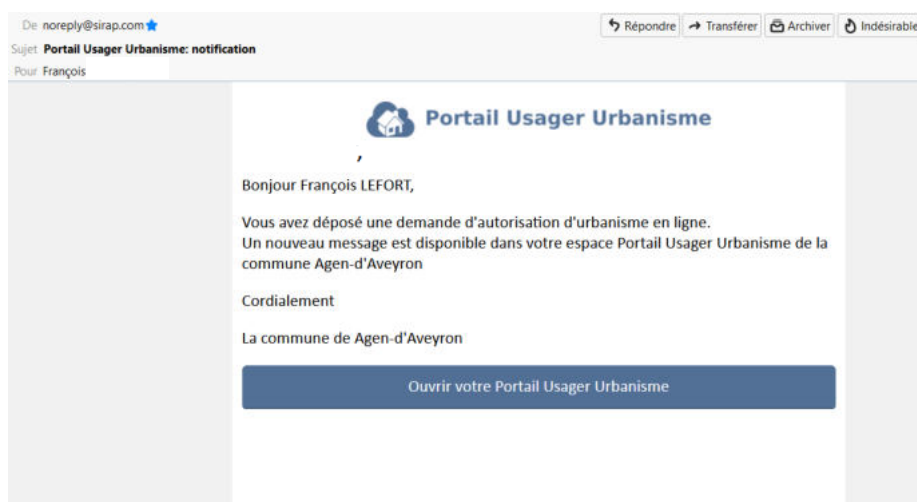 De noreply@sirap.com
Répondre Transférer Archiver Indésirable
Sujet Portail Usager Urbanisme: notification
Pour François
Portail Usager Urbanisme
,
Bonjour François LEFORT,
Vous avez déposé une demande d'autorisation d'urbanisme en ligne.
Un nouveau message est disponible dans votre espace Portail Usager Urbanisme de la
commune Agen-d'Aveyron
Cordialement
La commune de Agen-d'Aveyron
Ouvrir votre Portail Usager Urbanisme